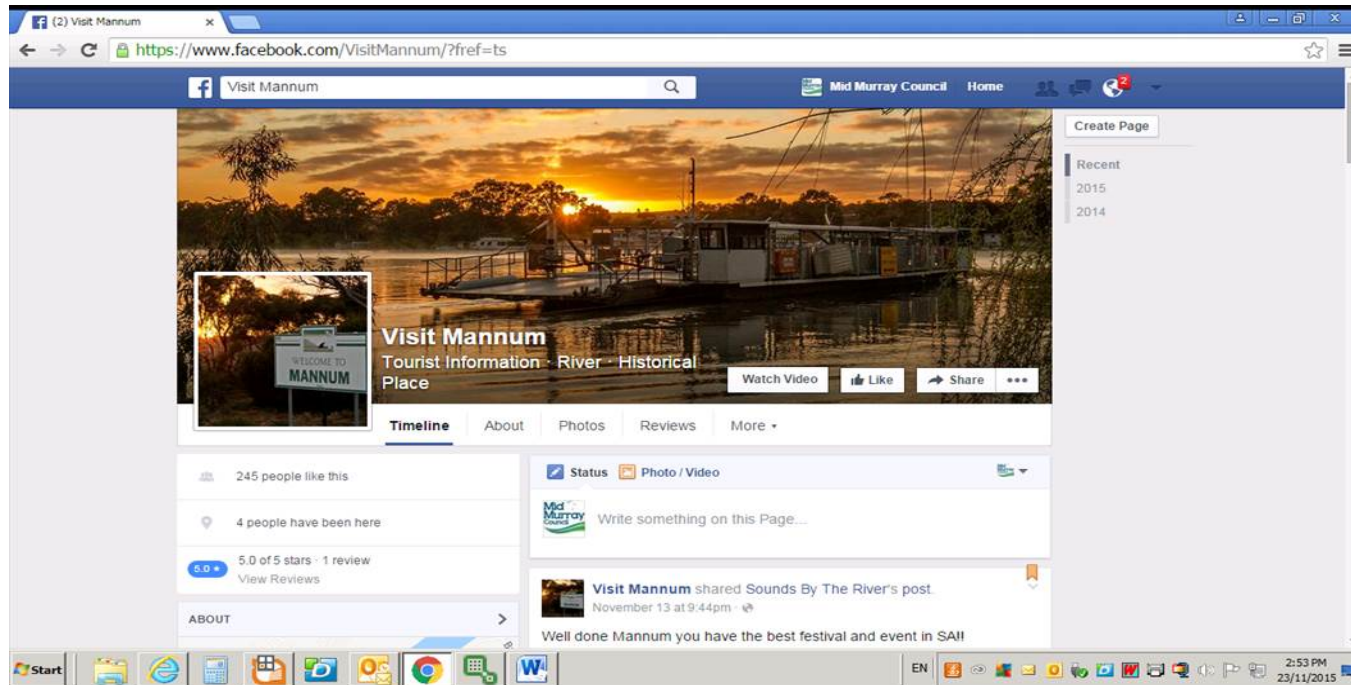 (2) Visit Mannum
https://www.facebook.com/VisitMannum/?fref=ts
Visit Mannum
Mid Murray Council Home
2
Create Page
Recent
2015
2014
WELCOME TO
MANNUM
Visit Mannum
Tourist Information · River · Historical
Place
Watch Video Like Share
Timeline About Photos Reviews More
245 people like this
4 people have been here
5.0 5.0 of 5 stars · 1 review
View Reviews
ABOUT
Status Photo / Video
Mid
Murray
Council
Write something on this Page...
Visit Mannum shared Sounds By The River's post.
November 13 at 9:44pm ·
Well done Mannum you have the best festival and event in SA!!
Start
EN
2:53 PM
23/11/2015